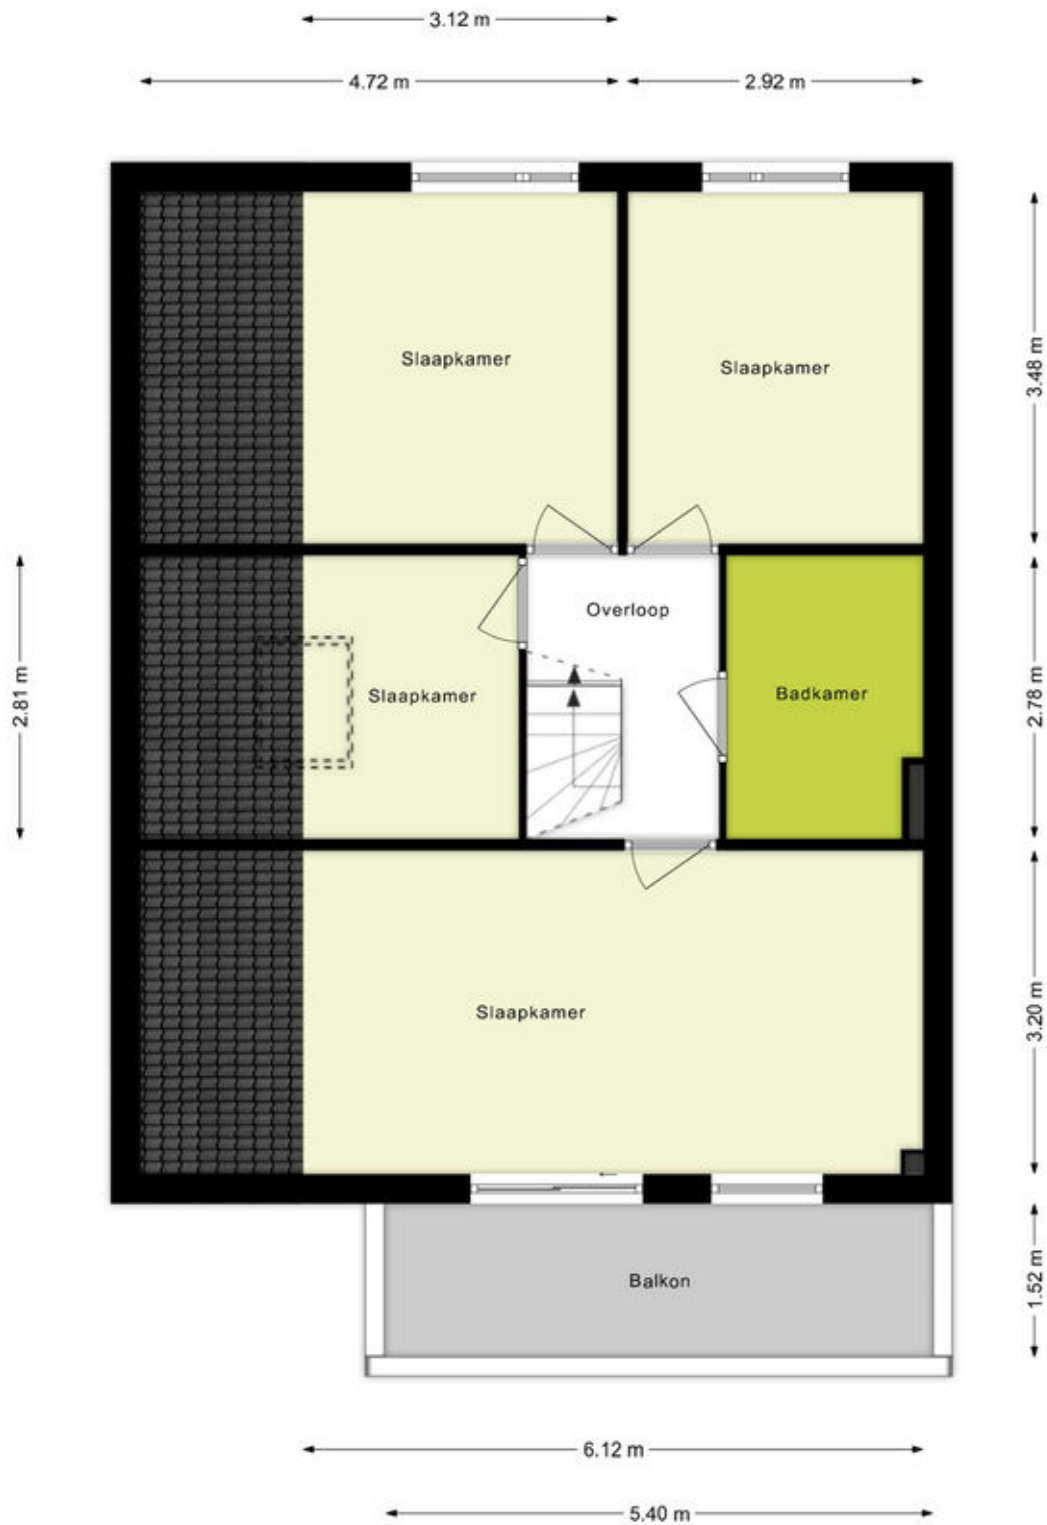 3.12 m
4.72 m
2.92 m
Slaapkamer
Slaapkamer
3.48 m
Overloop
Slaapkamer
Badkamer
2.81 m
2.78 m
Slaapkamer
3.20 m
Balkon
1.52 m
6.12 m
5.40 m